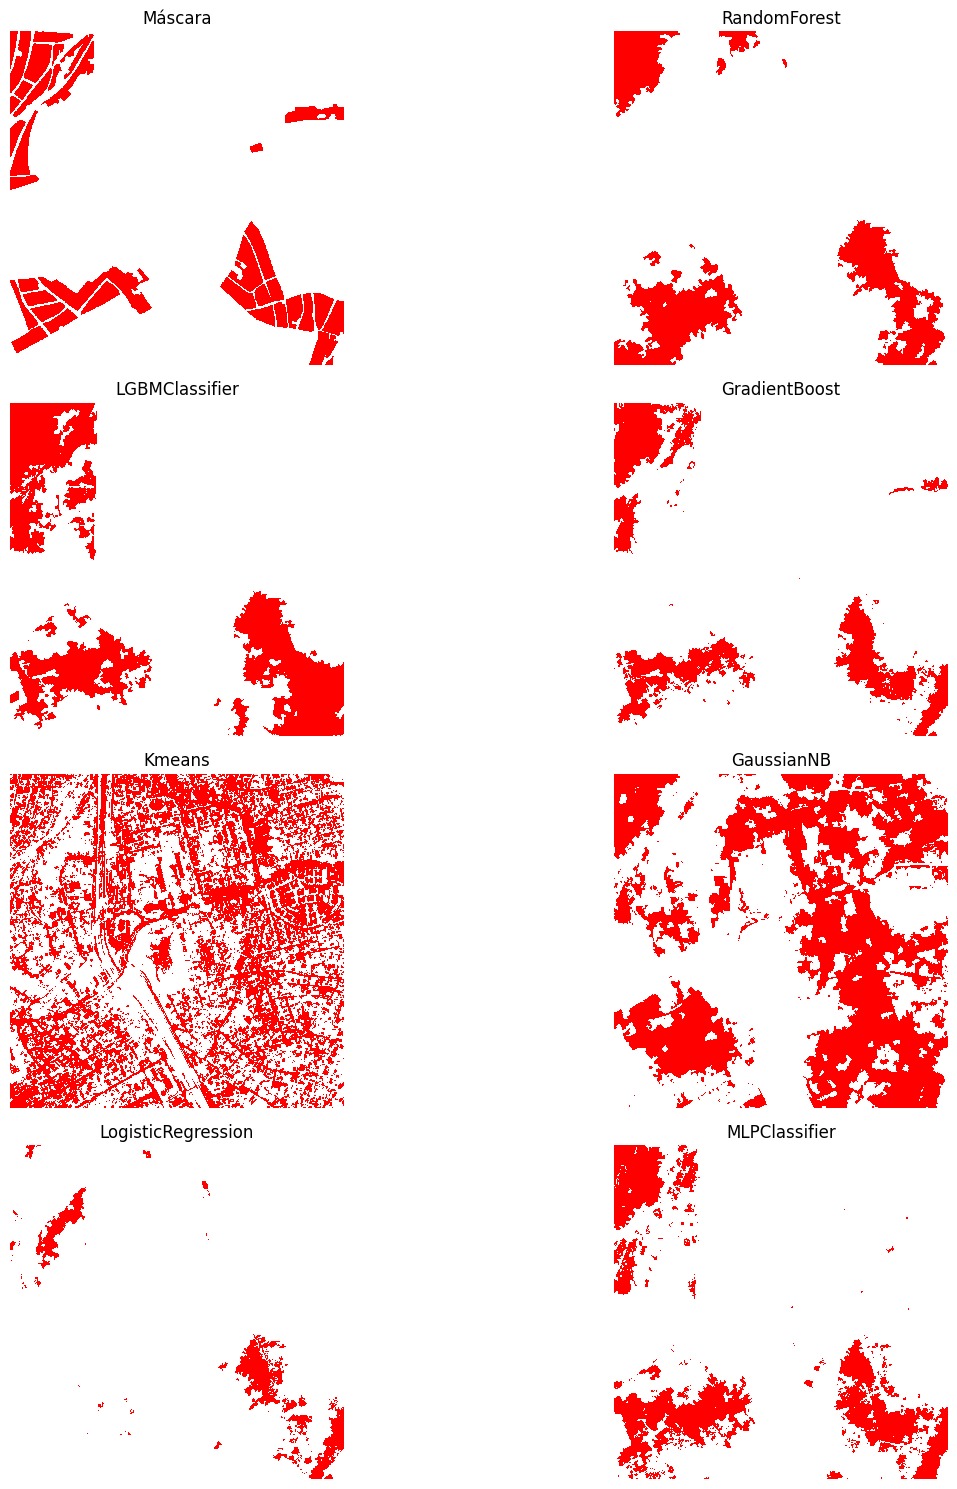 Máscara
RandomForest
LGBMClassifier
GradientBoost
Kmeans
GaussianNB
LogisticRegression
MLPClassifier